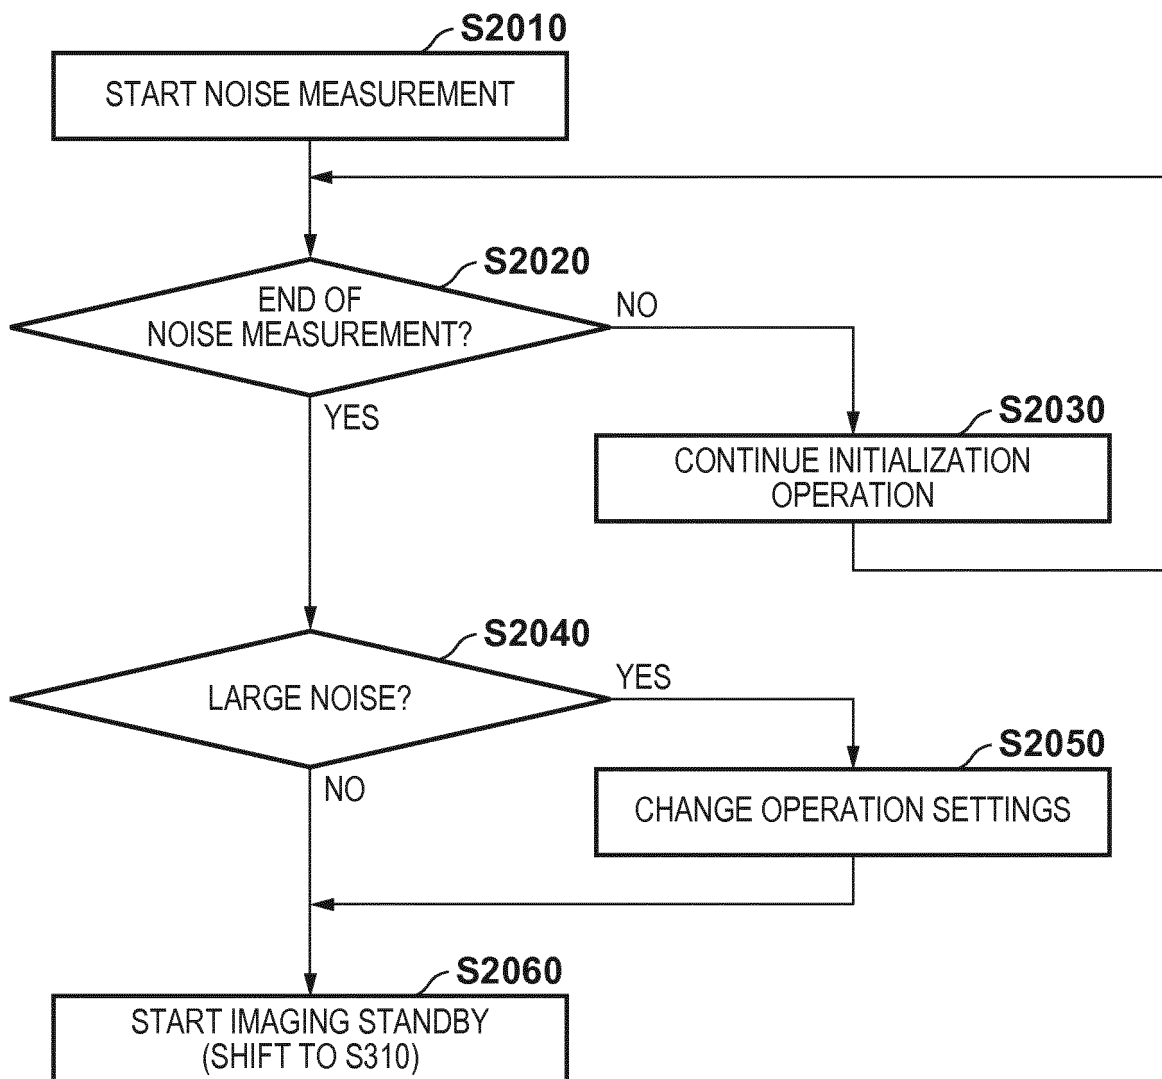 S2010
START NOISE MEASUREMENT
S2020
END OF
NOISE MEASUREMENT?
NO
YES
S2030
CONTINUE INITIALIZATION
OPERATION
S2040
LARGE NOISE?
YES
NO
S2050
CHANGE OPERATION SETTINGS
S2060
START IMAGING STANDBY
(SHIFT TO S310)